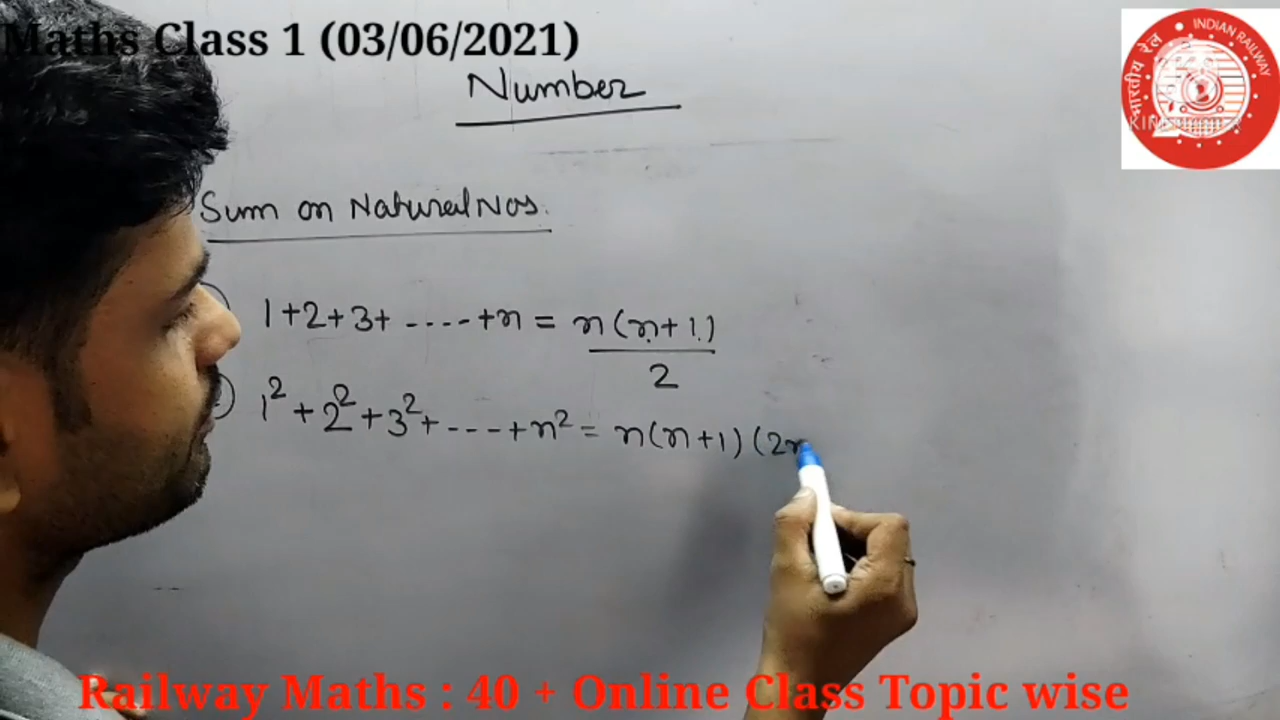 Maths Class 1 (03/06/2021)
भारतीय रेल INDIAN RAILWAY
Number
Sum on Natural Nos.
1+2+3+ ....+n = n(n+1)
2
1²+2²+3²+ ---+n² = n(n+1)(2n
Railway Maths : 40 + Online Class Topic wise